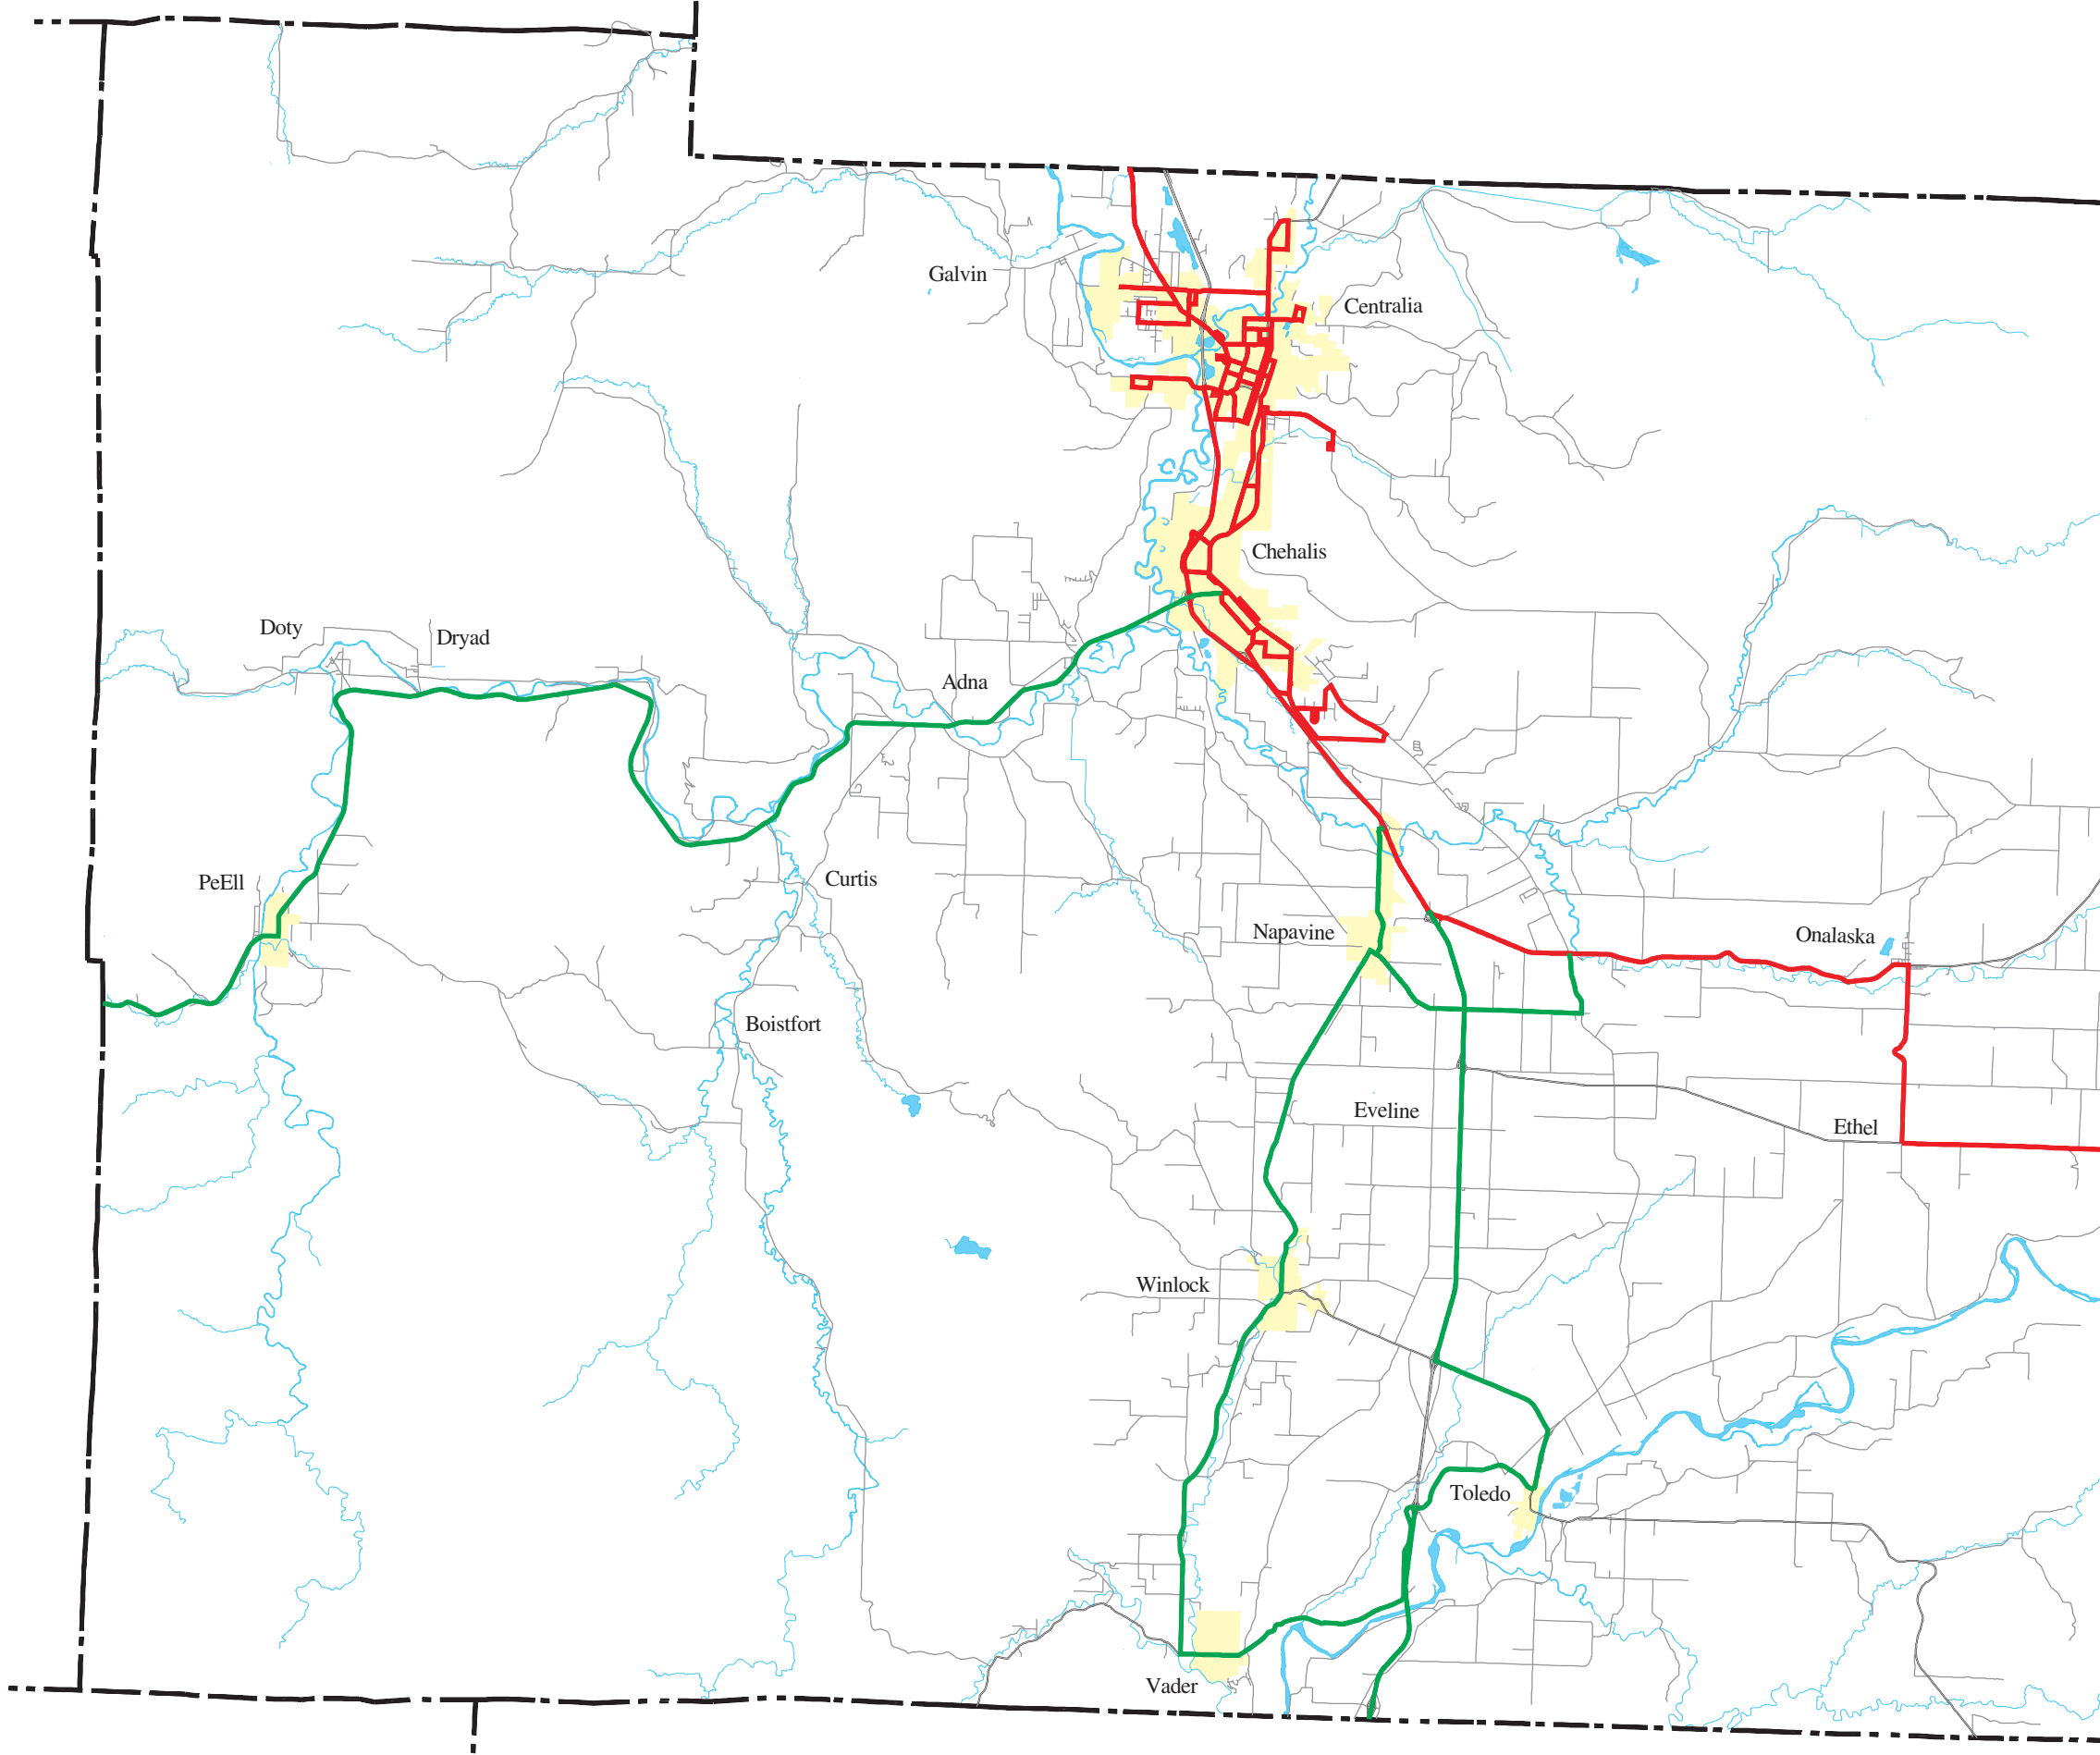 Galvin
Centralia
Chehalis
Doty
Dryad
Adna
PeEll
Curtis
Napavine
Onalaska
Boistfort
Eveline
Ethel
Winlock
Toledo
Vader